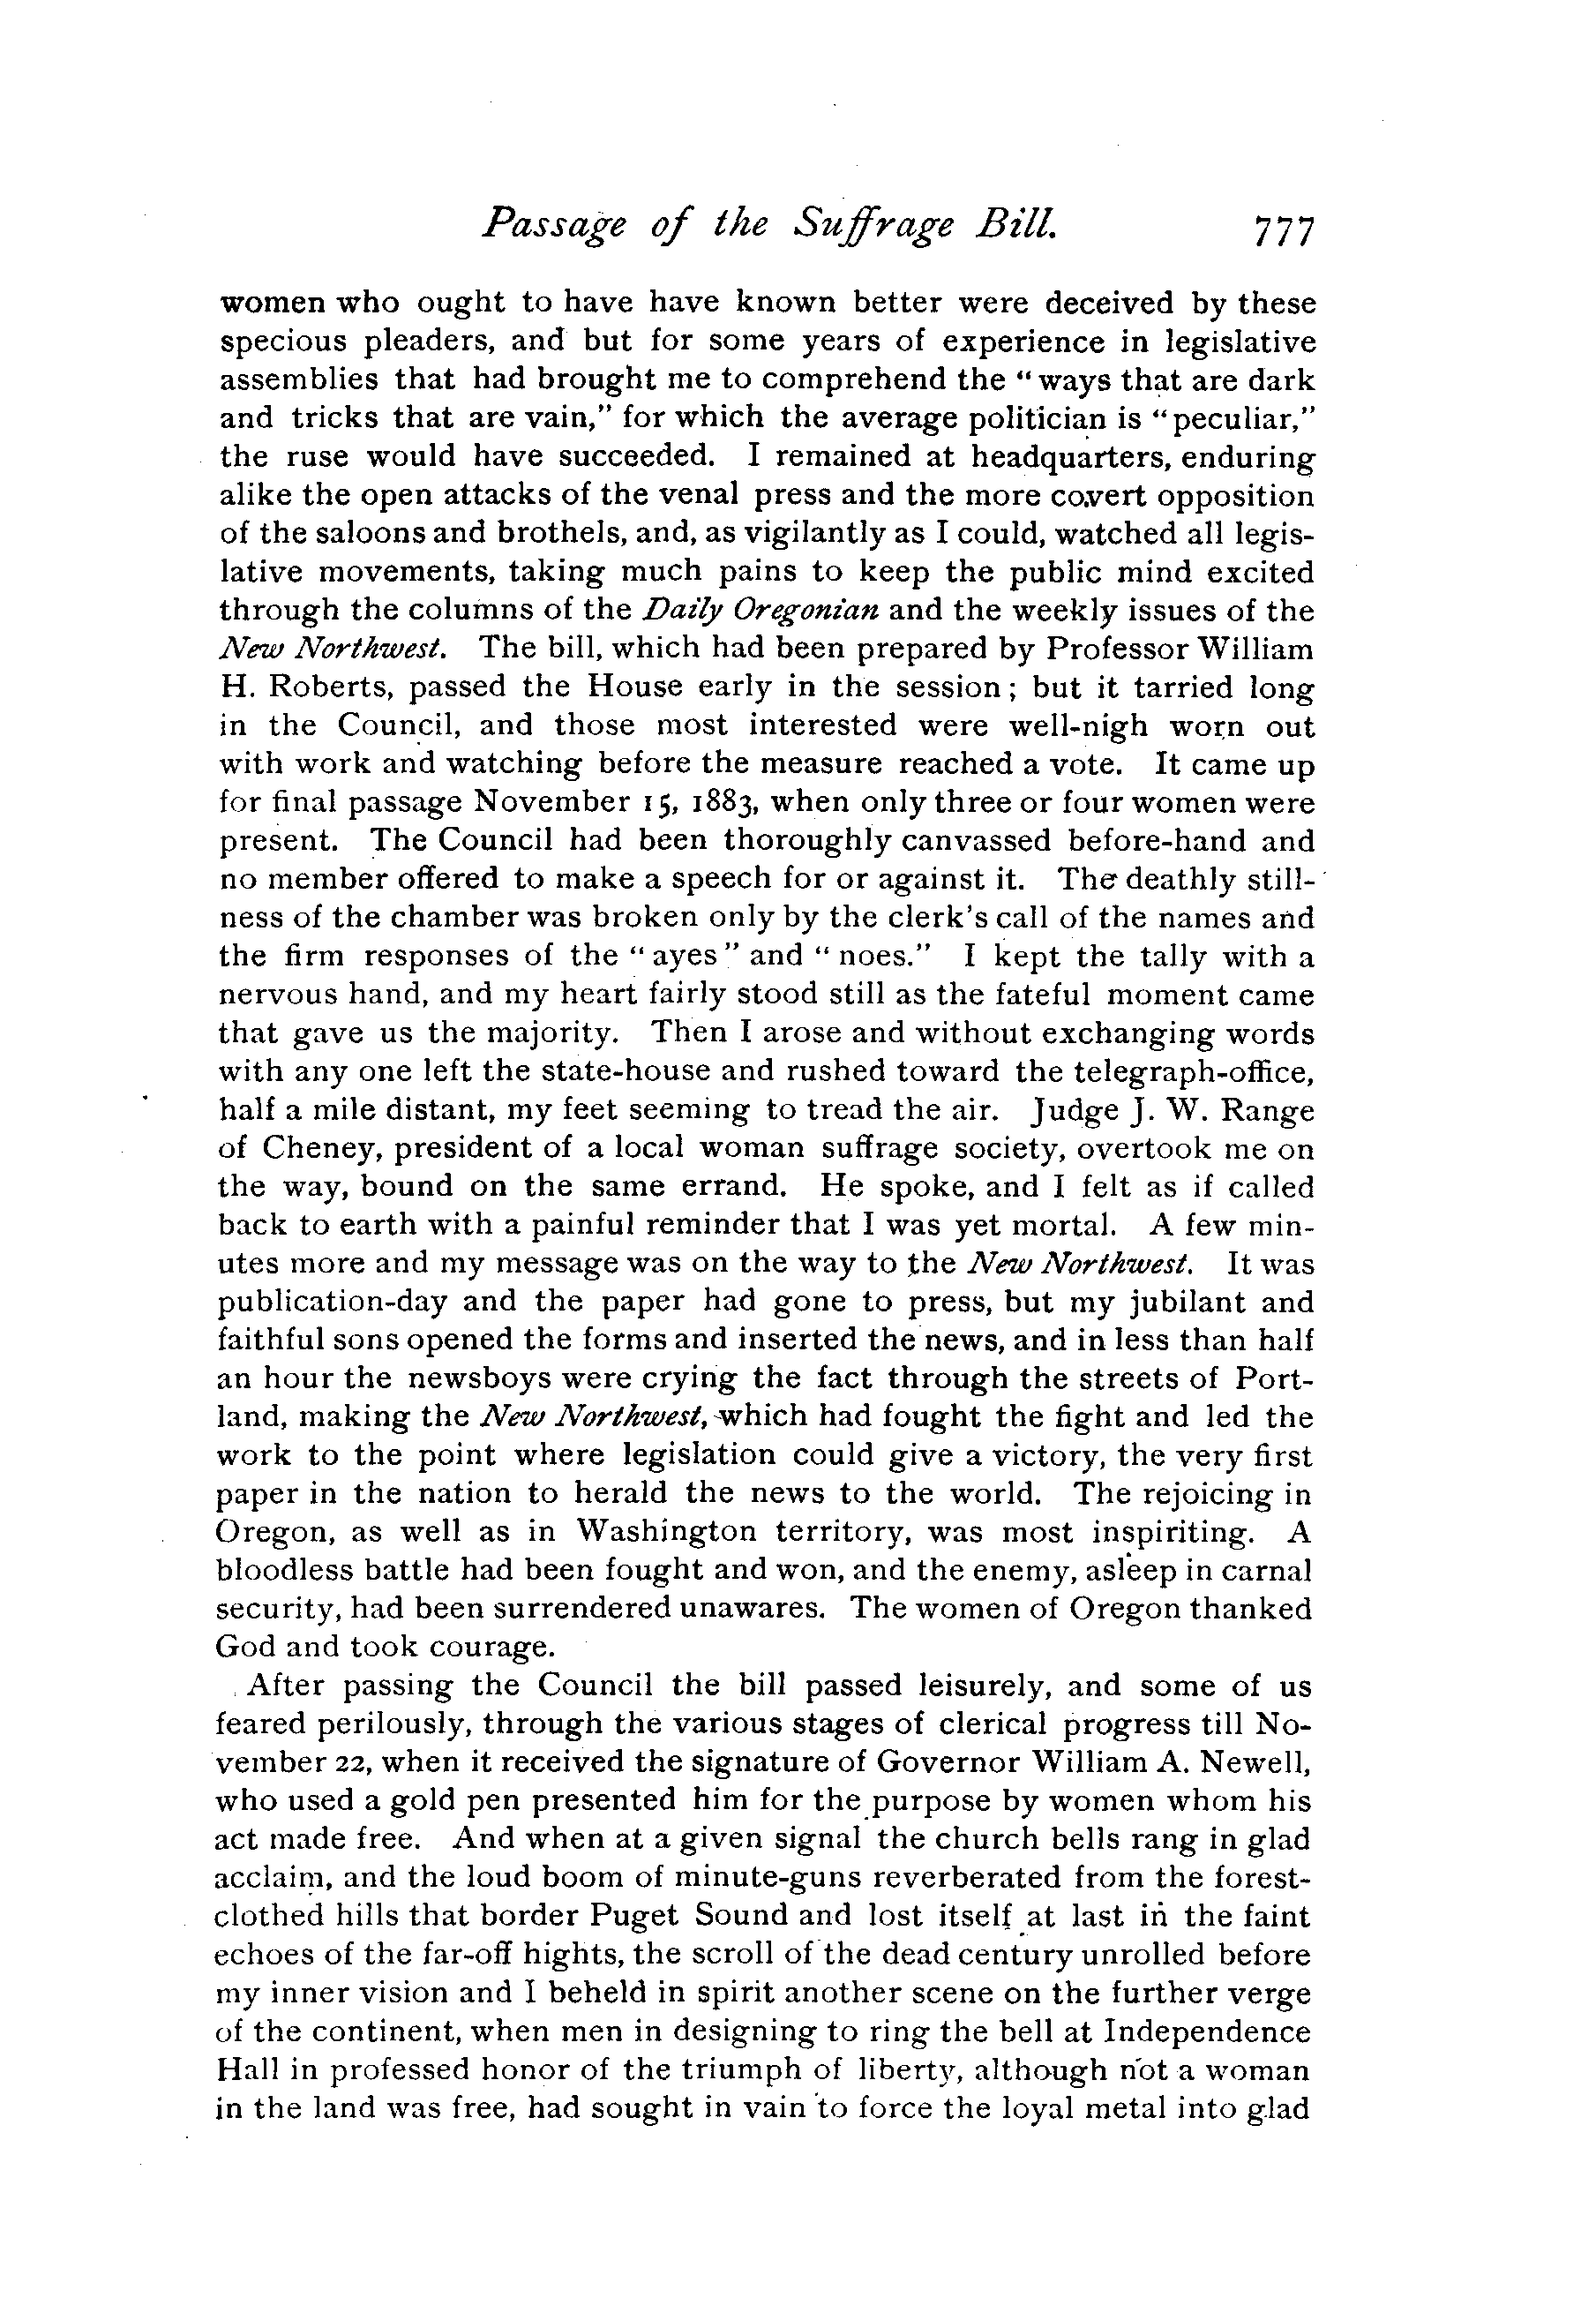 Passage of the Suffrage Bill. 777
women who ought to have have known better were deceived by these
specious pleaders, and but for some years of experience in legislative
assemblies that had brought me to comprehend the “ways that are dark
and tricks that are vain,” for which the average politician is “peculiar,”
the ruse would have succeeded. I remained at headquarters, enduring
alike the open attacks of the venal press and the more covert opposition
of the saloons and brothels, and, as vigilantly as I could, watched all legis-
lative movements, taking much pains to keep the public mind excited
through the columns of the Daily Oregonian and the weekly issues of the
New Northwest. The bill, which had been prepared by Professor William
H. Roberts, passed the House early in the session; but it tarried long
in the Council, and those most interested were well-nigh worn out
with work and watching before the measure reached a vote. It came up
for final passage November 15, 1883, when only three or four women were
present. The Council had been thoroughly canvassed before-hand and
no member offered to make a speech for or against it. The deathly still-
ness of the chamber was broken only by the clerk's call of the names and
the firm responses of the “ayes” and “noes.” I kept the tally with a
nervous hand, and my heart fairly stood still as the fateful moment came
that gave us the majority. Then I arose and without exchanging words
with any one left the state-house and rushed toward the telegraph-office,
half a mile distant, my feet seeming to tread the air. Judge J. W. Range
of Cheney, president of a local woman suffrage society, overtook me on
the way, bound on the same errand. He spoke, and I felt as if called
back to earth with a painful reminder that I was yet mortal. A few min-
utes more and my message was on the way to the New Northwest. It was
publication-day and the paper had gone to press, but my jubilant and
faithful sons opened the forms and inserted the news, and in less than half
an hour the newsboys were crying the fact through the streets of Port-
land, making the New Northwest, which had fought the fight and led the
work to the point where legislation could give a victory, the very first
paper in the nation to herald the news to the world. The rejoicing in
Oregon, as well as in Washington territory, was most inspiriting. A
bloodless battle had been fought and won, and the enemy, asleep in carnal
security, had been surrendered unawares. The women of Oregon thanked
God and took courage.
After passing the Council the bill passed leisurely, and some of us
feared perilously, through the various stages of clerical progress till No-
vember 22, when it received the signature of Governor William A. Newell,
who used a gold pen presented him for the purpose by women whom his
act made free. And when at a given signal the church bells rang in glad
acclaim, and the loud boom of minute-guns reverberated from the forest-
clothed hills that border Puget Sound and lost itself at last in the faint
echoes of the far-off hights, the scroll of the dead century unrolled before
my inner vision and I beheld in spirit another scene on the further verge
of the continent, when men in designing to ring the bell at Independence
Hall in professed honor of the triumph of liberty, although not a woman
in the land was free, had sought in vain to force the loyal metal into glad